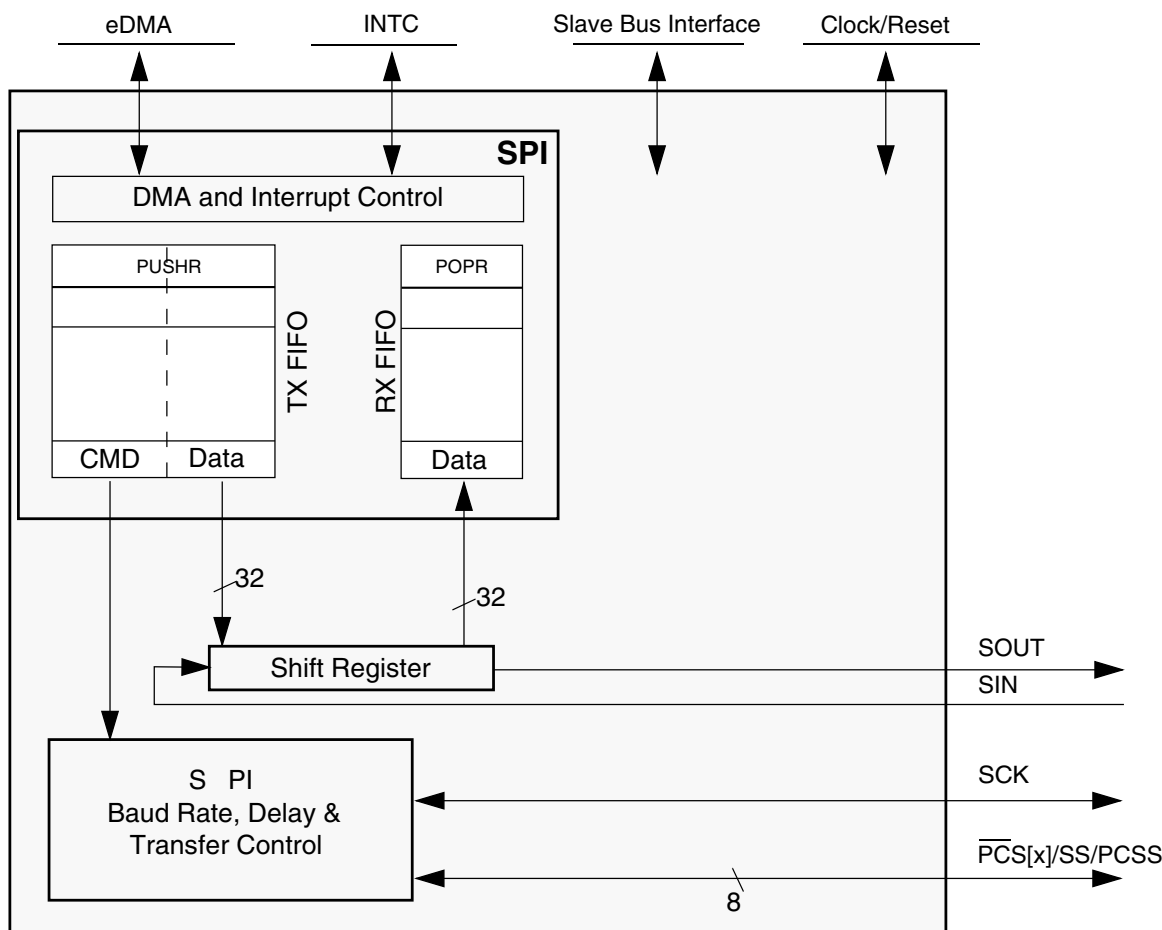 eDMA
INTC
Slave Bus Interface
Clock/Reset
SPI
DMA and Interrupt Control
PUSHR
POPR
TX FIFO
RX FIFO
CMD
Data
Data
32
32
Shift Register
SOUT
SIN
S PI
Baud Rate, Delay &
Transfer Control
SCK
PCS[x]/SS/PCSS
8